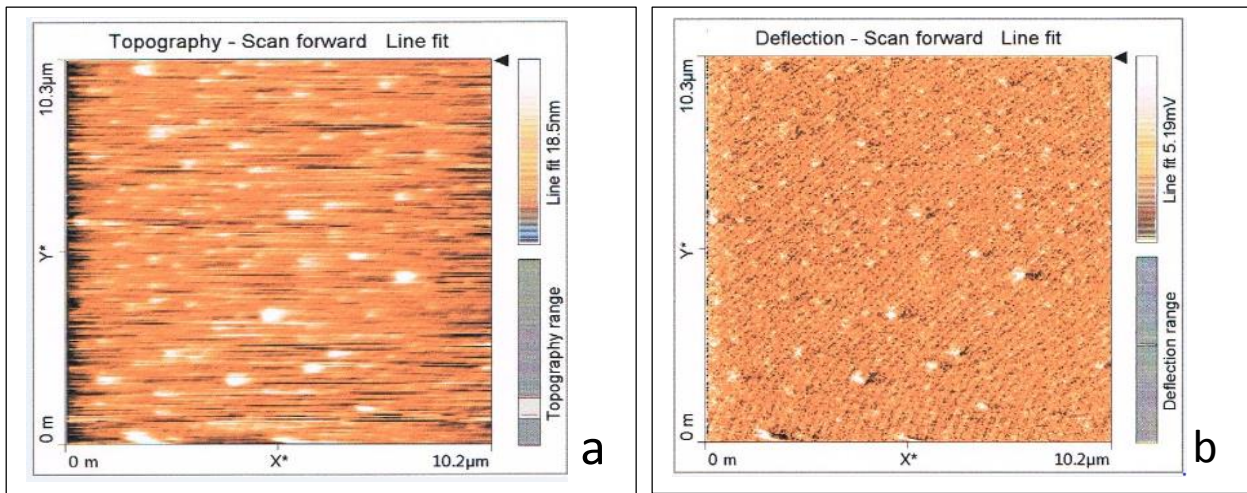 Topography - Scan forward Line fit
10.3µm
Y*
0 m
0 m
X*
10.2µm
Line fit 18.5nm
Topography range
a
Deflection - Scan forward Line fit
10.3µm
Y*
0 m
0 m
X*
10.2µm
Line fit 5.19mV
Deflection range
b